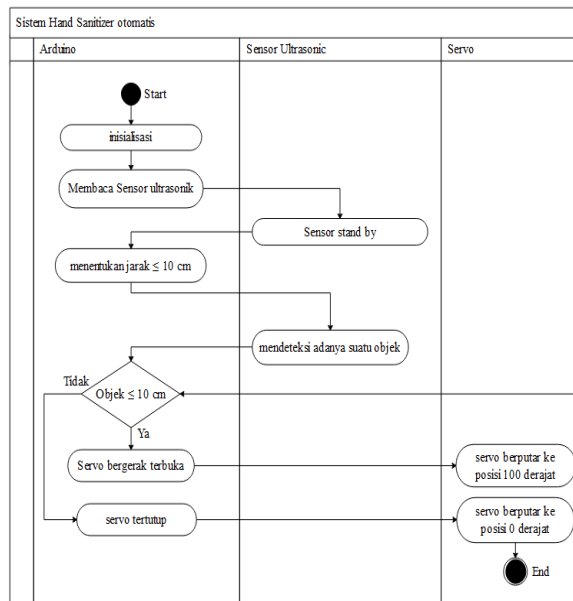 Sistem Hand Sanitizer otomatis
Arduino
Sensor Ultrasonic
Servo
Start
inisialisasi
Membaca Sensor ultrasonik
Sensor stand by
menentukan jarak ≤ 10 cm
mendeteksi adanya suatu objek
Tidak
Objek ≤ 10 cm
Ya
Servo bergerak terbuka
servo berputar ke
posisi 100 derajat
servo tertutup
servo berputar ke
posisi 0 derajat
End